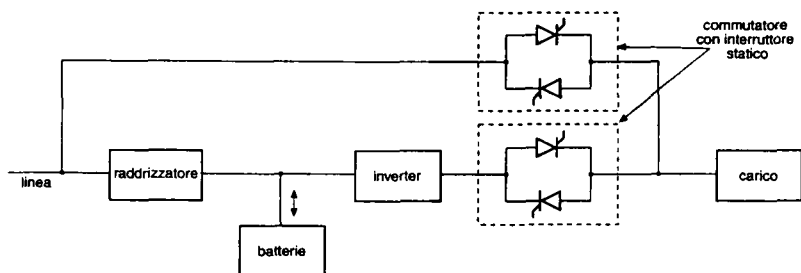 commutatore
con interruttore
statico
linea
raddrizzatore
inverter
carico
batterie